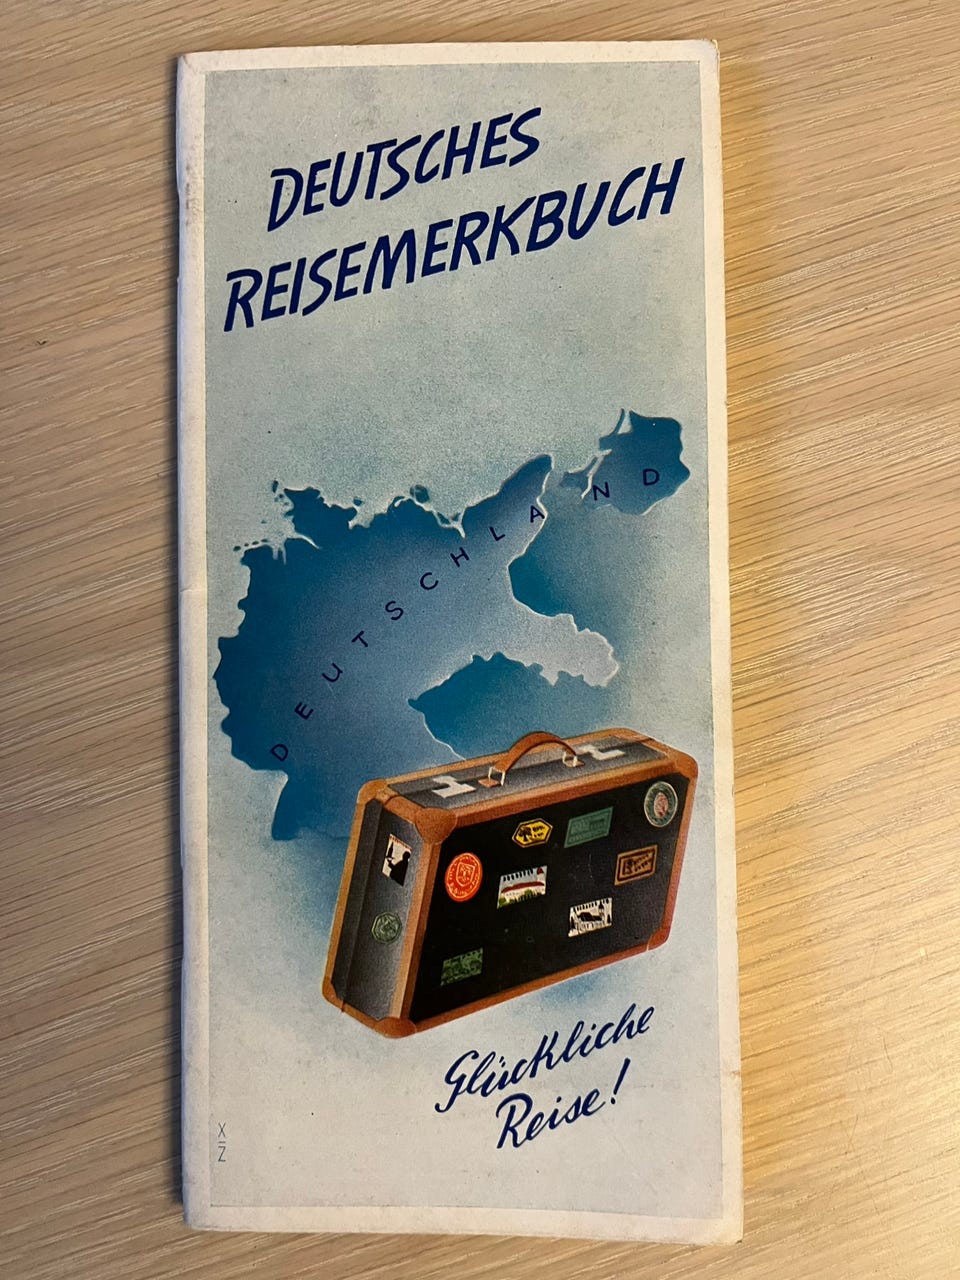 DEUTSCHES
REISEMERKBUCH
DEUTSCHLAND
Glückliche
Reise!
X
Z